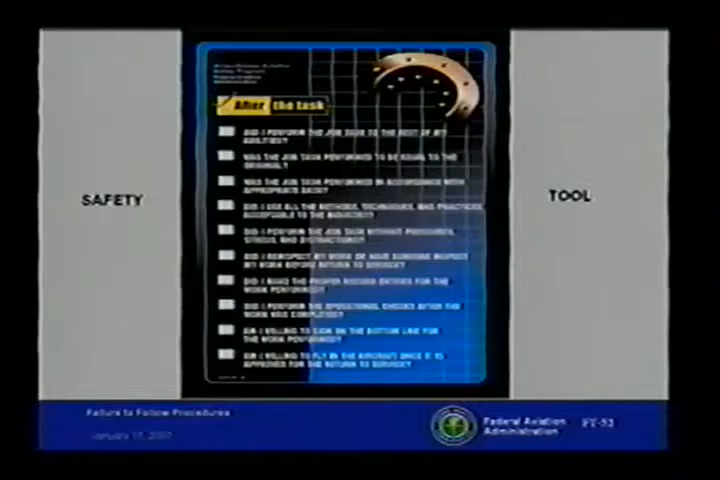 After the task
DID I PERFORM THE JOB TASK TO THE BEST OF MY
ABILITIES?
WAS THE JOB TASK PERFORMED TO BE EQUAL TO THE
ORIGINAL?
WAS THE JOB TASK PERFORMED IN ACCORDANCE WITH
APPROPRIATE DATA?
DID I USE ALL THE METHODS, TECHNIQUES, AND PRACTICES
ACCEPTABLE TO THE INDUSTRY?
DID I PERFORM THE JOB TASK WITHOUT PRESSURES,
STRESS, AND DISTRACTIONS?
DID I REINSPECT MY WORK OR HAVE SOMEONE INSPECT
MY WORK BEFORE RETURN TO SERVICE?
DID I MAKE THE PROPER RECORD ENTRIES FOR THE
WORK PERFORMED?
DID I PERFORM THE OPERATIONAL CHECKS AFTER THE
WORK WAS COMPLETED?
AM I WILLING TO SIGN ON THE BOTTOM LINE FOR
THE WORK PERFORMED?
AM I WILLING TO FLY IN THE AIRCRAFT ONCE IT IS
APPROVED FOR THE RETURN TO SERVICE?
SAFETY
TOOL
Failure to Follow Procedures
January 17, 2007
Federal Aviation
Administration